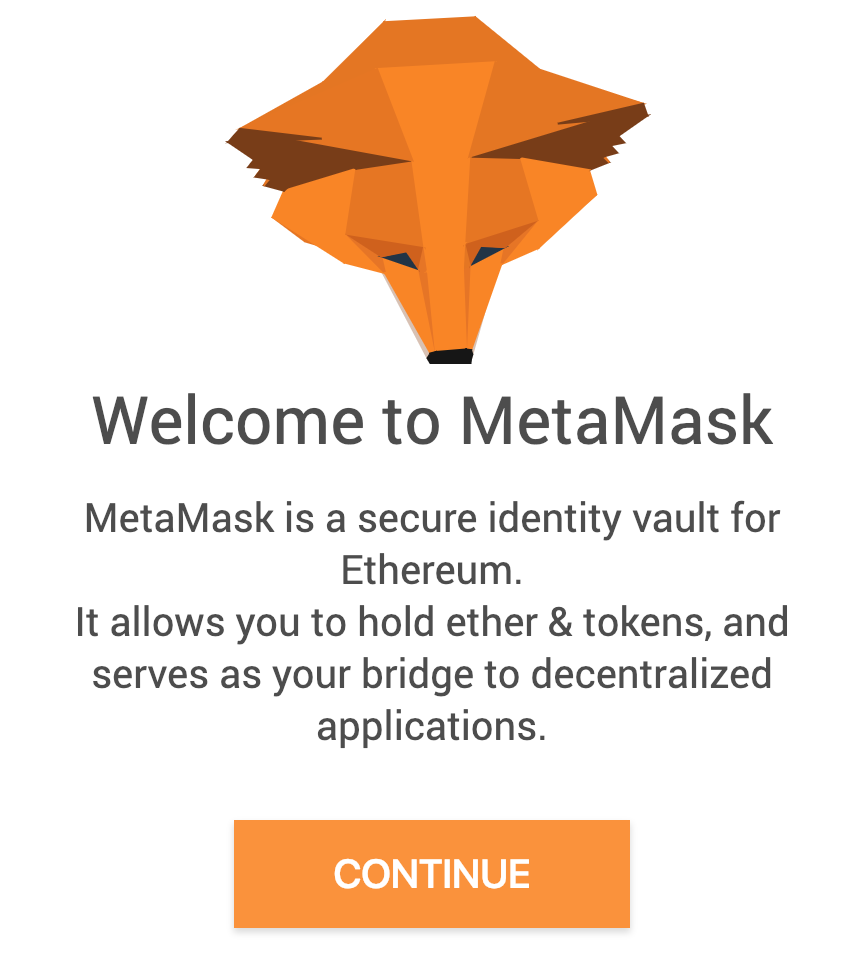 Welcome to MetaMask
MetaMask is a secure identity vault for
Ethereum.
It allows you to hold ether & tokens, and
serves as your bridge to decentralized
applications.
CONTINUE